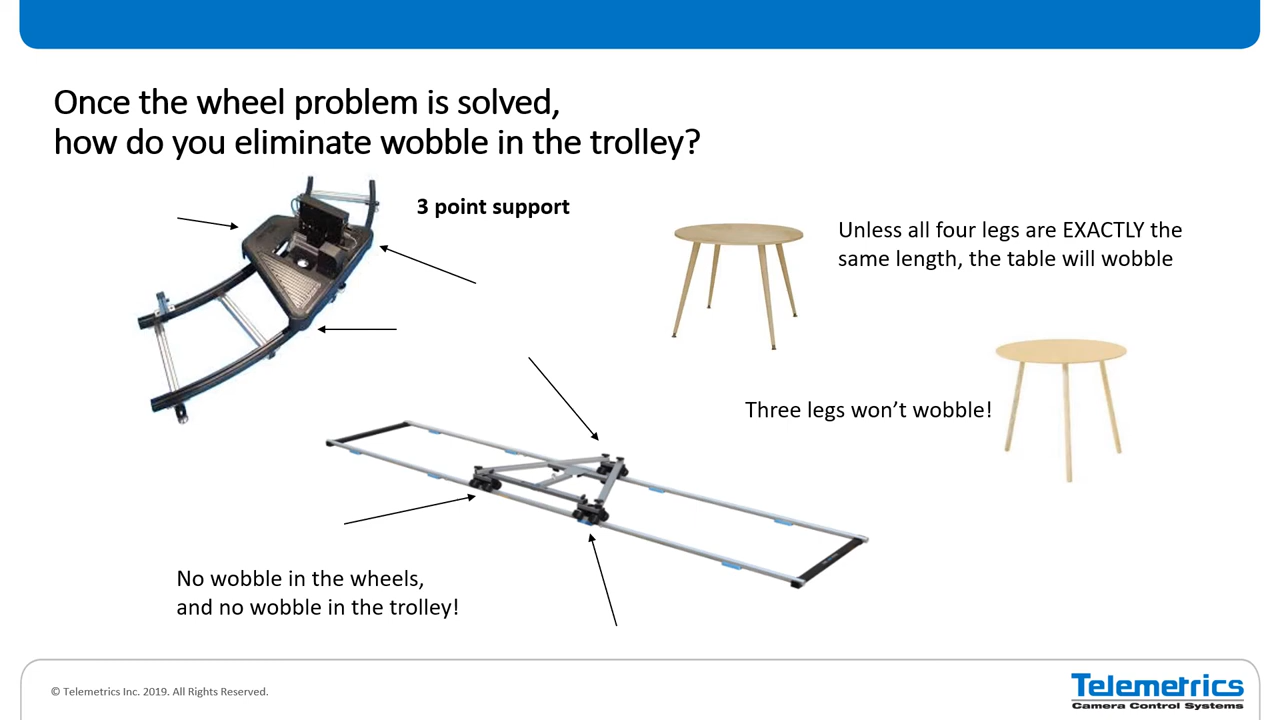 Once the wheel problem is solved,
how do you eliminate wobble in the trolley?
3 point support
Unless all four legs are EXACTLY the
same length, the table will wobble
Three legs won’t wobble!
No wobble in the wheels,
and no wobble in the trolley!
© Telemetrics Inc. 2019. All Rights Reserved.
Telemetrics
Camera Control Systems